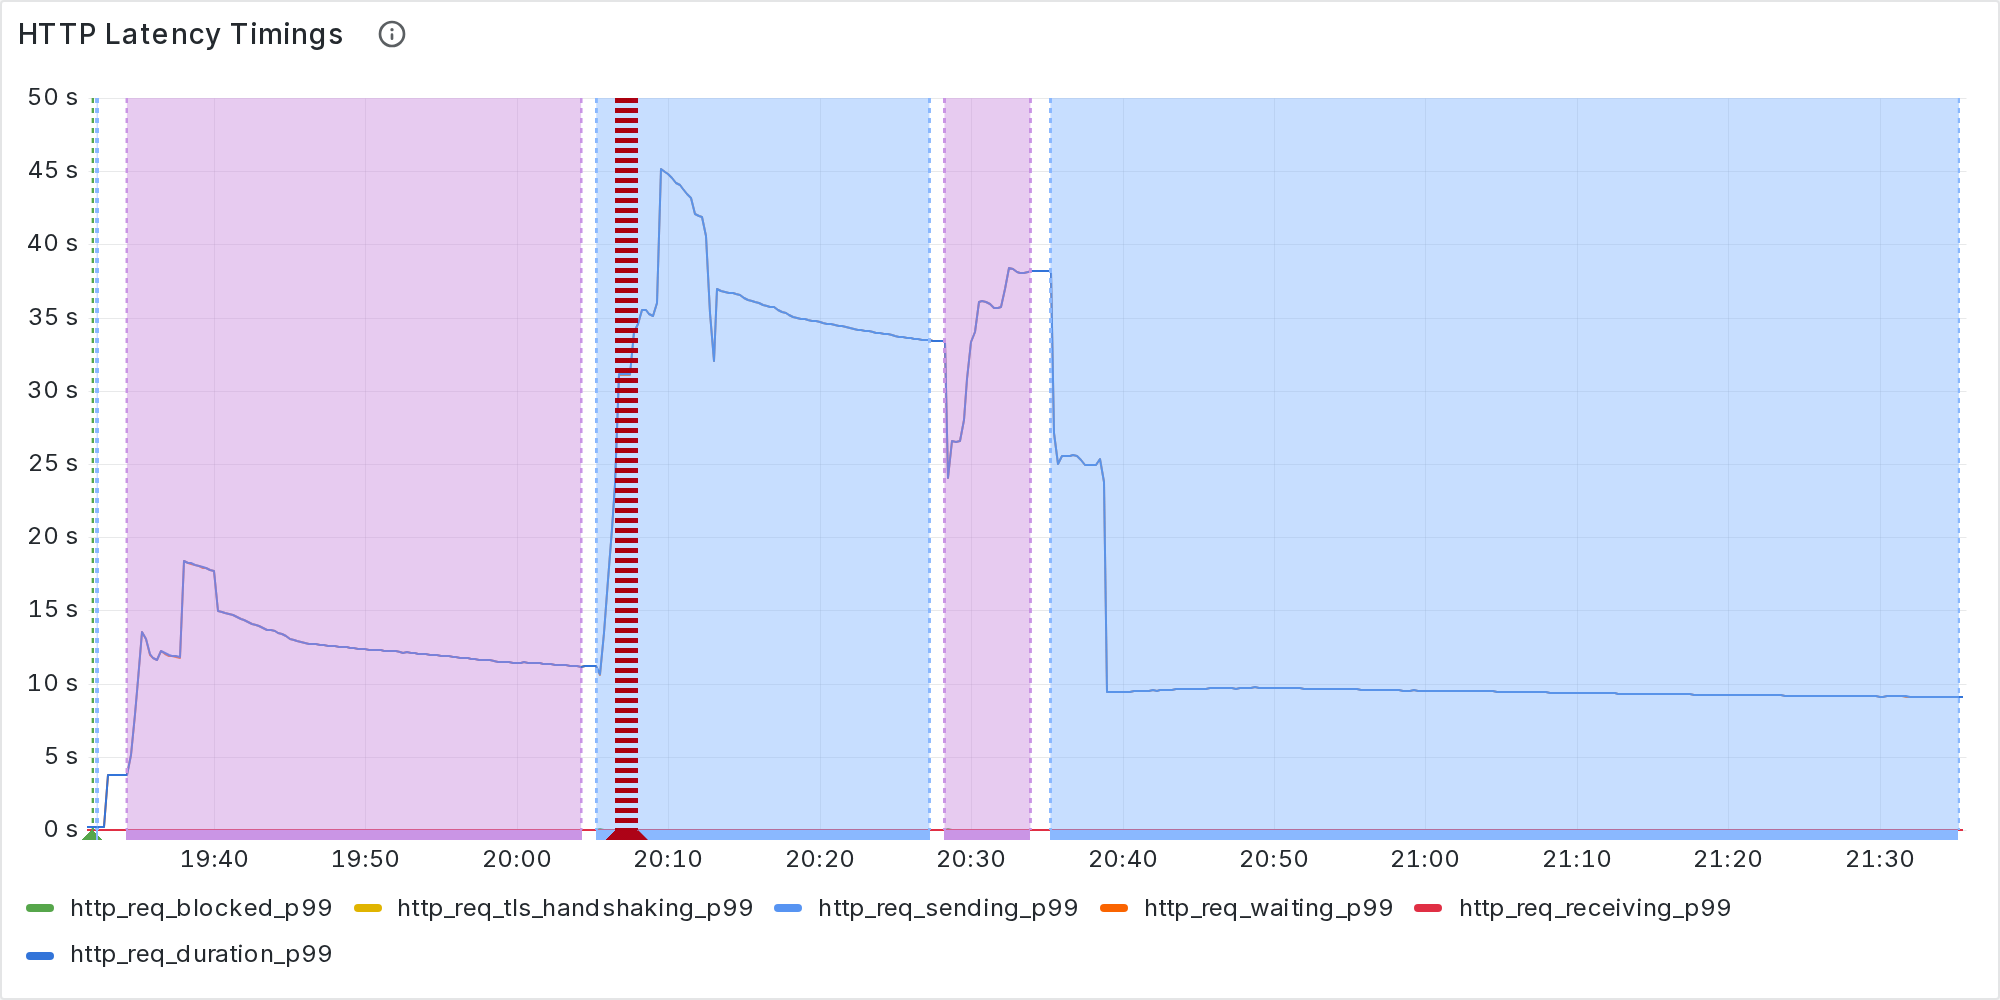 HTTP Latency Timings
50 s
45 s
40 s
35 s
30 s
25 s
20 s
15 s
10 s
5 s
0 s
19:40 19:50 20:00 20:10 20:20 20:30 20:40 20:50 21:00 21:10 21:20 21:30
http_req_blocked_p99 http_req_tls_handshaking_p99 http_req_sending_p99 http_req_waiting_p99 http_req_receiving_p99
http_req_duration_p99